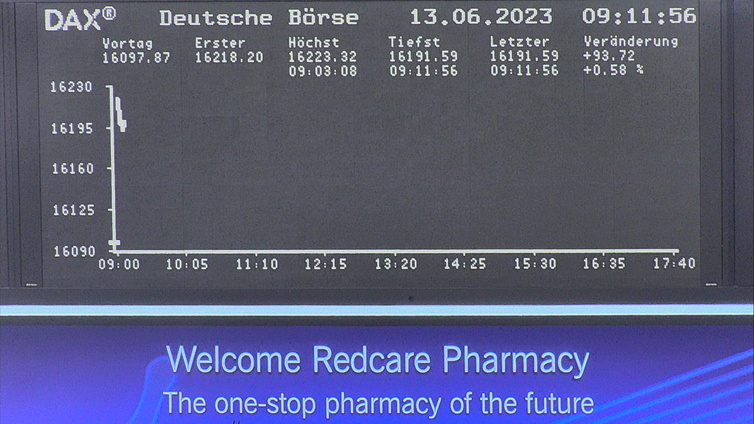 DAX® Deutsche Börse 13.06.2023 09:11:56
Vortag Erster Höchst Tiefst Letzter Veränderung
16097.87 16218.20 16223.32 16191.59 16191.59 +93.72
09:03:08 09:11:56 09:11:56 +0.58 %
16230
16195
16160
16125
16090
09:00 10:05 11:10 12:15 13:20 14:25 15:30 16:35 17:40
Welcome Redcare Pharmacy
The one-stop pharmacy of the future